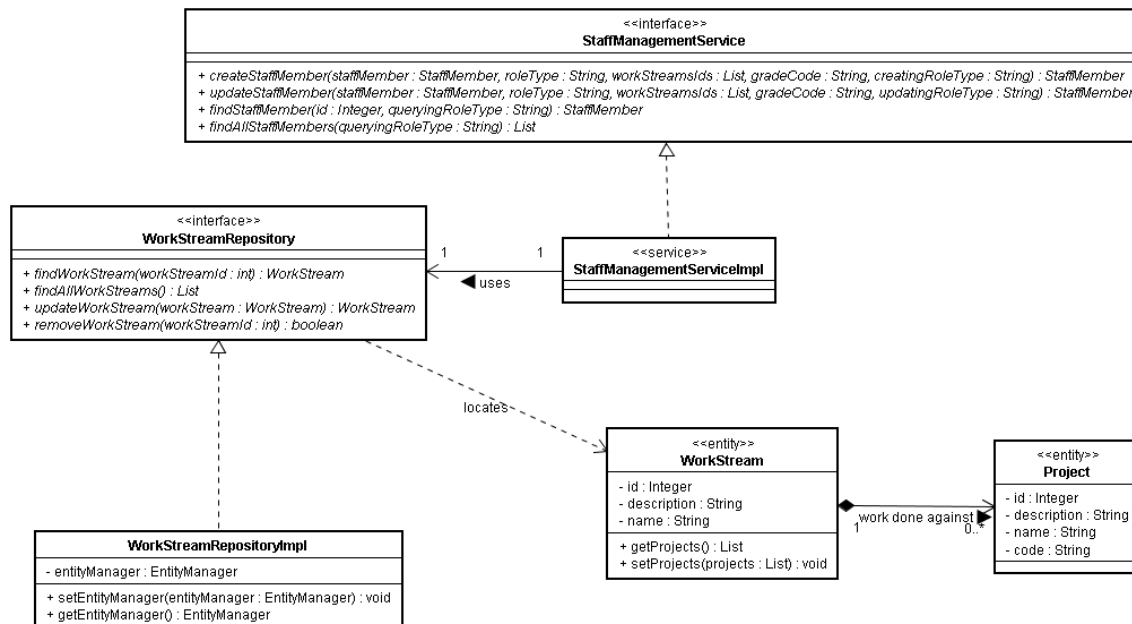 <<interface>>
StaffManagementService
+ createStaffMember(staffMember : StaffMember, roleType : String, workStreamsIds : List, gradeCode : String, creatingRoleType : String) : StaffMember
+ updateStaffMember(staffMember : StaffMember, roleType : String, workStreamsIds : List, gradeCode : String, updatingRoleType : String) : StaffMember
+ findStaffMember(id : Integer, queryingRoleType : String) : StaffMember
+ findAllStaffMembers(queryingRoleType : String) : List
<<interface>>
WorkStreamRepository
+ findWorkStream(workStreamId : int) : WorkStream
+ findAllWorkStreams() : List
+ updateWorkStream(workStream : WorkStream) : WorkStream
+ removeWorkStream(workStreamId : int) : boolean
1
1
◀ uses
<<service>>
StaffManagementServiceImpl
locates
<<entity>>
WorkStream
- id : Integer
- description : String
- name : String
+ getProjects() : List
+ setProjects(projects : List) : void
work done against ▶
1
0..*
<<entity>>
Project
- id : Integer
- description : String
- name : String
- code : String
WorkStreamRepositoryImpl
- entityManager : EntityManager
+ setEntityManager(entityManager : EntityManager) : void
+ getEntityManager() : EntityManager